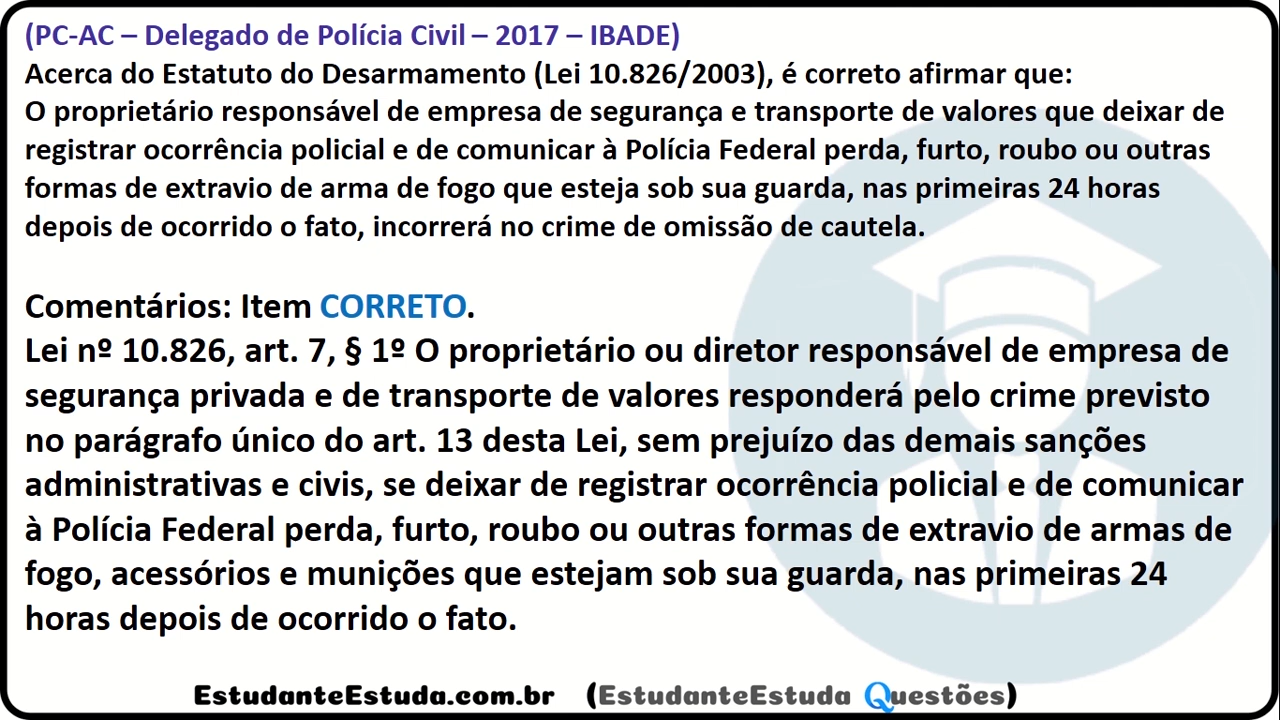 (PC-AC – Delegado de Polícia Civil – 2017 – IBADE)
Acerca do Estatuto do Desarmamento (Lei 10.826/2003), é correto afirmar que:
O proprietário responsável de empresa de segurança e transporte de valores que deixar de
registrar ocorrência policial e de comunicar à Polícia Federal perda, furto, roubo ou outras
formas de extravio de arma de fogo que esteja sob sua guarda, nas primeiras 24 horas
depois de ocorrido o fato, incorrerá no crime de omissão de cautela.
Comentários: Item CORRETO.
Lei nº 10.826, art. 7, § 1º O proprietário ou diretor responsável de empresa de
segurança privada e de transporte de valores responderá pelo crime previsto
no parágrafo único do art. 13 desta Lei, sem prejuízo das demais sanções
administrativas e civis, se deixar de registrar ocorrência policial e de comunicar
à Polícia Federal perda, furto, roubo ou outras formas de extravio de armas de
fogo, acessórios e munições que estejam sob sua guarda, nas primeiras 24
horas depois de ocorrido o fato.
EstudanteEstuda.com.br (EstudanteEstuda Questões)